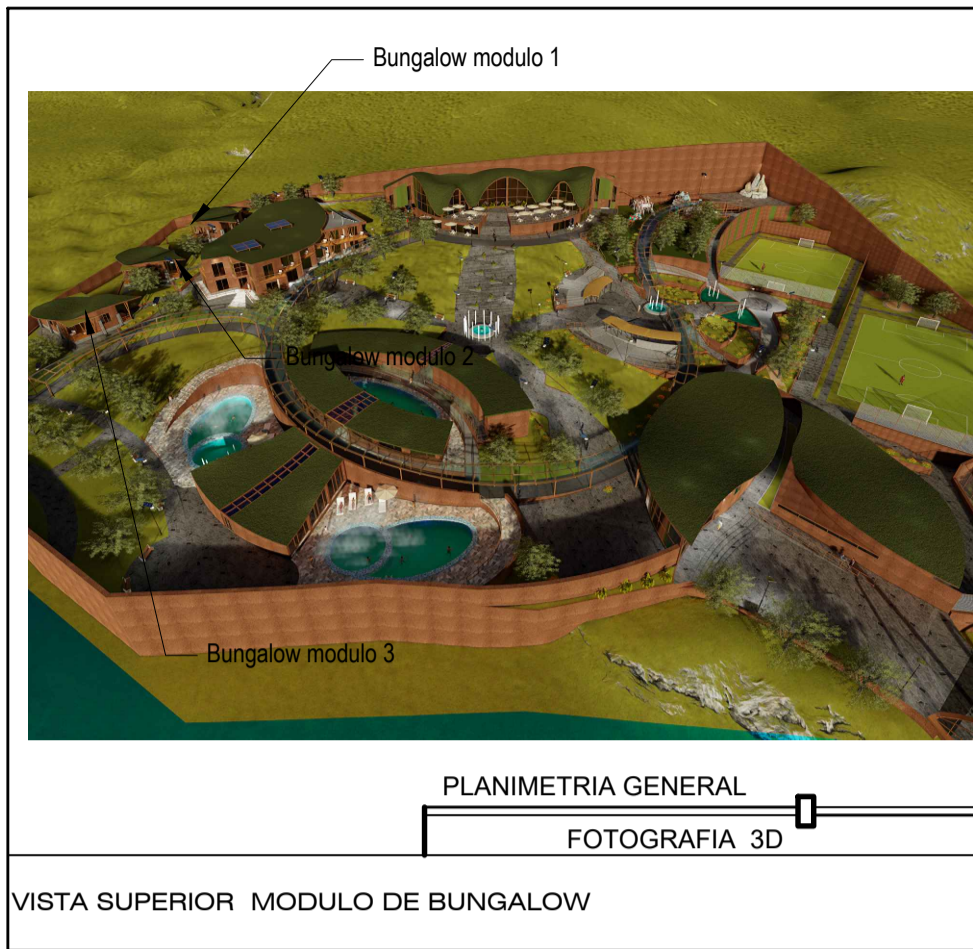 Bungalow modulo 1
Bungalow modulo 2
Bungalow modulo 3
PLANIMETRIA GENERAL
FOTOGRAFIA 3D
VISTA SUPERIOR MODULO DE BUNGALOW